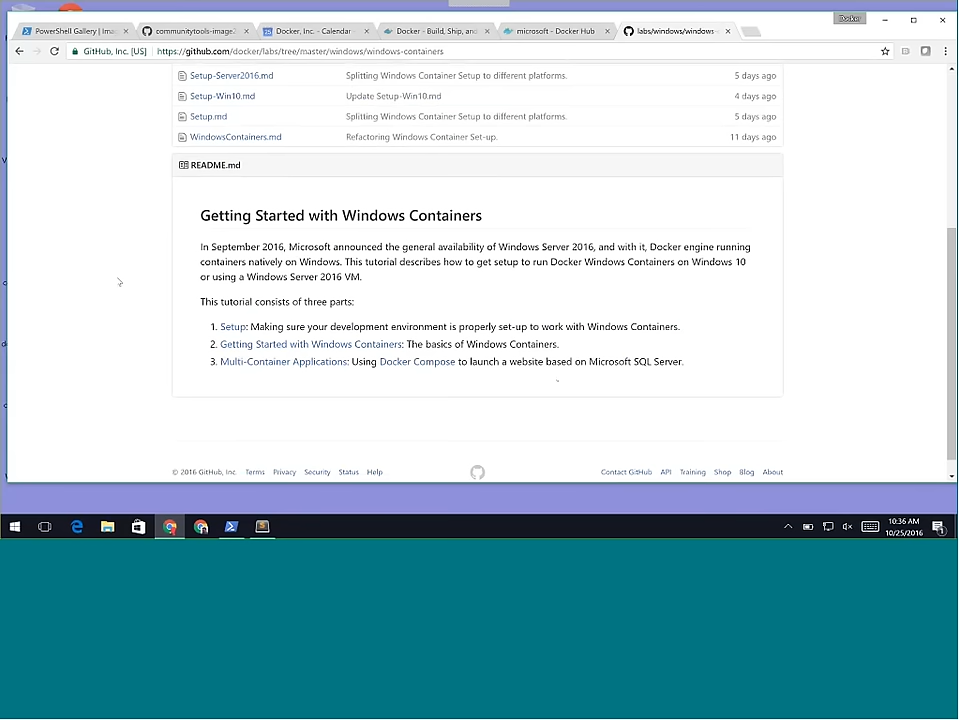 PowerShell Gallery | Ima
communitytools-image2
Docker, Inc. - Calendar
Docker - Build, Ship, and
microsoft - Docker Hub
labs/windows/windows-
Docker
GitHub, Inc. [US]
https://github.com/docker/labs/tree/master/windows/windows-containers
Setup-Server2016.md Splitting Windows Container Setup to different platforms. 5 days ago
Setup-Win10.md Update Setup-Win10.md 4 days ago
Setup.md Splitting Windows Container Setup to different platforms. 5 days ago
WindowsContainers.md Refactoring Windows Container Set-up. 11 days ago
README.md
Getting Started with Windows Containers
In September 2016, Microsoft announced the general availability of Windows Server 2016, and with it, Docker engine running
containers natively on Windows. This tutorial describes how to get setup to run Docker Windows Containers on Windows 10
or using a Windows Server 2016 VM.
This tutorial consists of three parts:
1. Setup: Making sure your development environment is properly set-up to work with Windows Containers.
2. Getting Started with Windows Containers: The basics of Windows Containers.
3. Multi-Container Applications: Using Docker Compose to launch a website based on Microsoft SQL Server.
© 2016 GitHub, Inc. Terms Privacy Security Status Help Contact GitHub API Training Shop Blog About
10:36 AM
10/25/2016